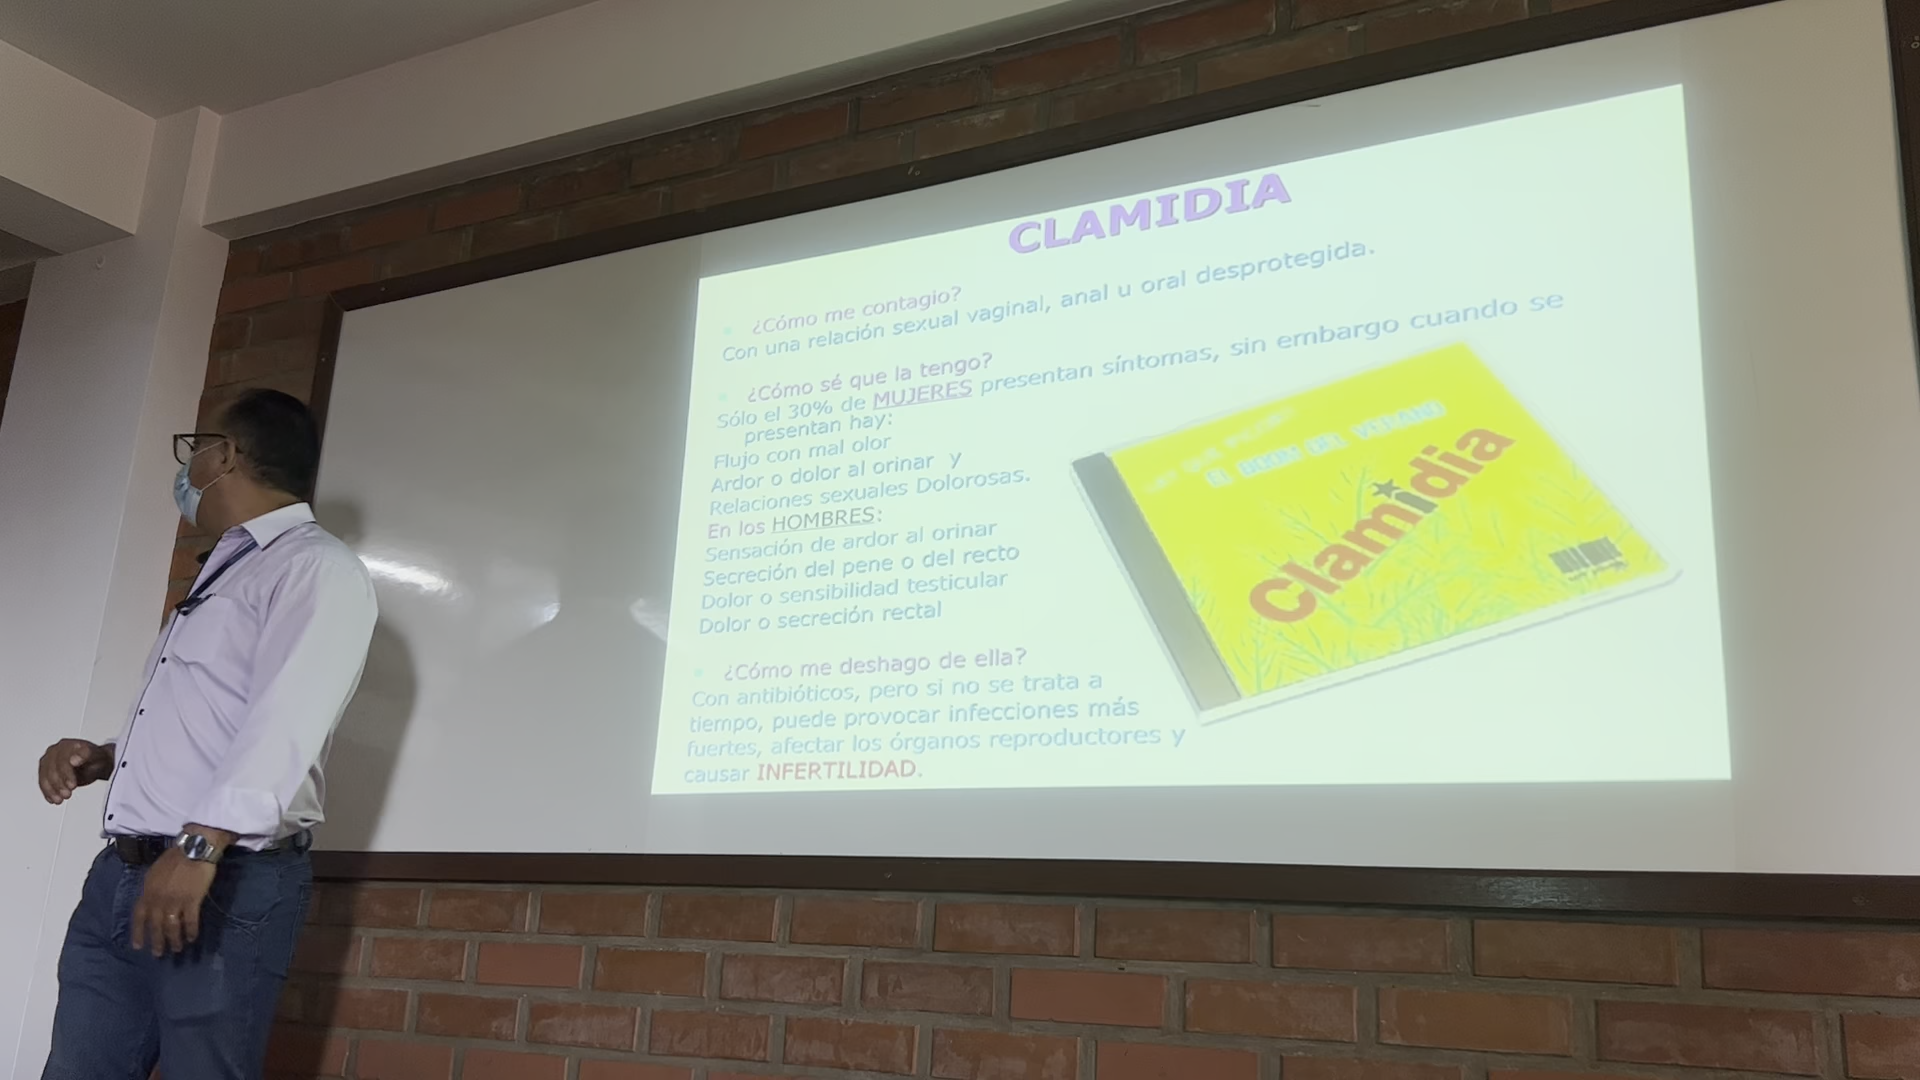 CLAMIDIA
¿Cómo me contagio?
Con una relación sexual vaginal, anal u oral desprotegida.
¿Cómo sé que la tengo?
Sólo el 30% de MUJERES presentan síntomas, sin embargo cuando se
presentan hay:
Flujo con mal olor
Ardor o dolor al orinar y
Relaciones sexuales Dolorosas.
En los HOMBRES:
Sensación de ardor al orinar
Secreción del pene o del recto
Dolor o sensibilidad testicular
Dolor o secreción rectal
¿Cómo me deshago de ella?
Con antibióticos, pero si no se trata a
tiempo, puede provocar infecciones más
fuertes, afectar los órganos reproductores y
causar INFERTILIDAD.
EL BOOM DEL VERANO
Clamidia